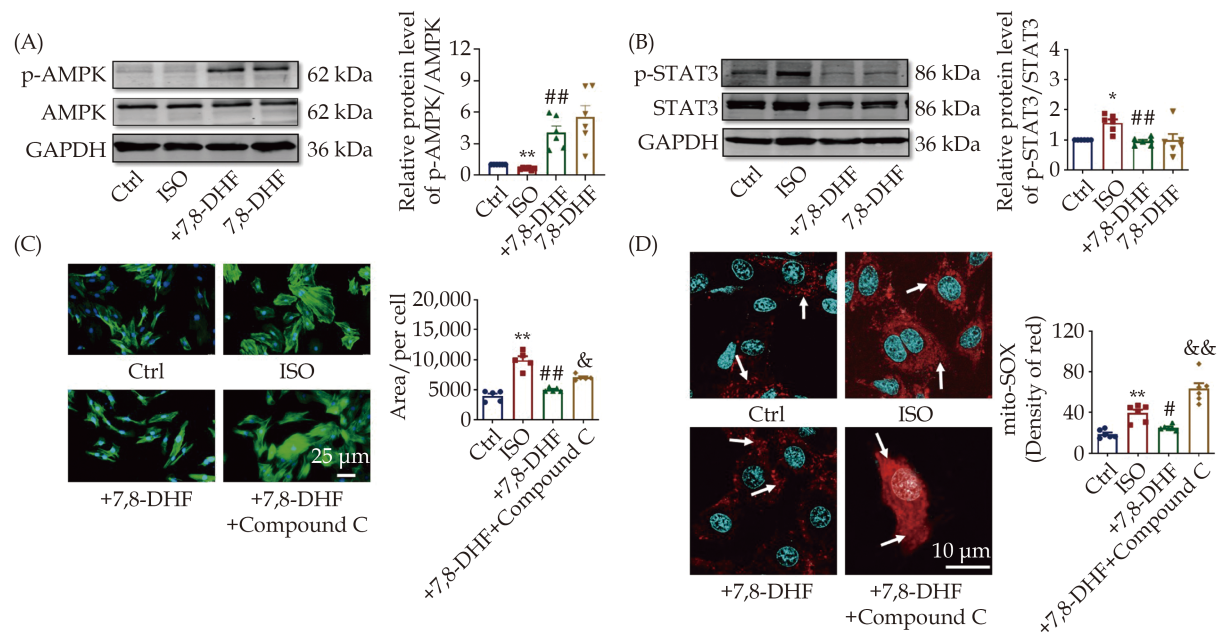 (A)
p-AMPK
62 kDa
AMPK
62 kDa
GAPDH
36 kDa
Ctrl
ISO
+7,8-DHF
7,8-DHF
Relative protein level
of p-AMPK/AMPK
12
9
6
3
0
**
##
Ctrl
ISO
+7,8-DHF
7,8-DHF
(B)
p-STAT3
86 kDa
STAT3
86 kDa
GAPDH
36 kDa
Ctrl
ISO
+7,8-DHF
7,8-DHF
Relative protein level
of p-STAT3/STAT3
4
3
2
1
0
*
##
Ctrl
ISO
+7,8-DHF
7,8-DHF
(C)
Ctrl
ISO
25 µm
+7,8-DHF
+7,8-DHF
+Compound C
Area/per cell
20,000
15,000
10,000
5000
0
**
##
&
Ctrl
ISO
+7,8-DHF
+7,8-DHF+Compound C
(D)
Ctrl
ISO
10 µm
+7,8-DHF
+7,8-DHF
+Compound C
mito-SOX
(Density of red)
120
80
40
0
**
#
&&
Ctrl
ISO
+7,8-DHF
+7,8-DHF+Compound C